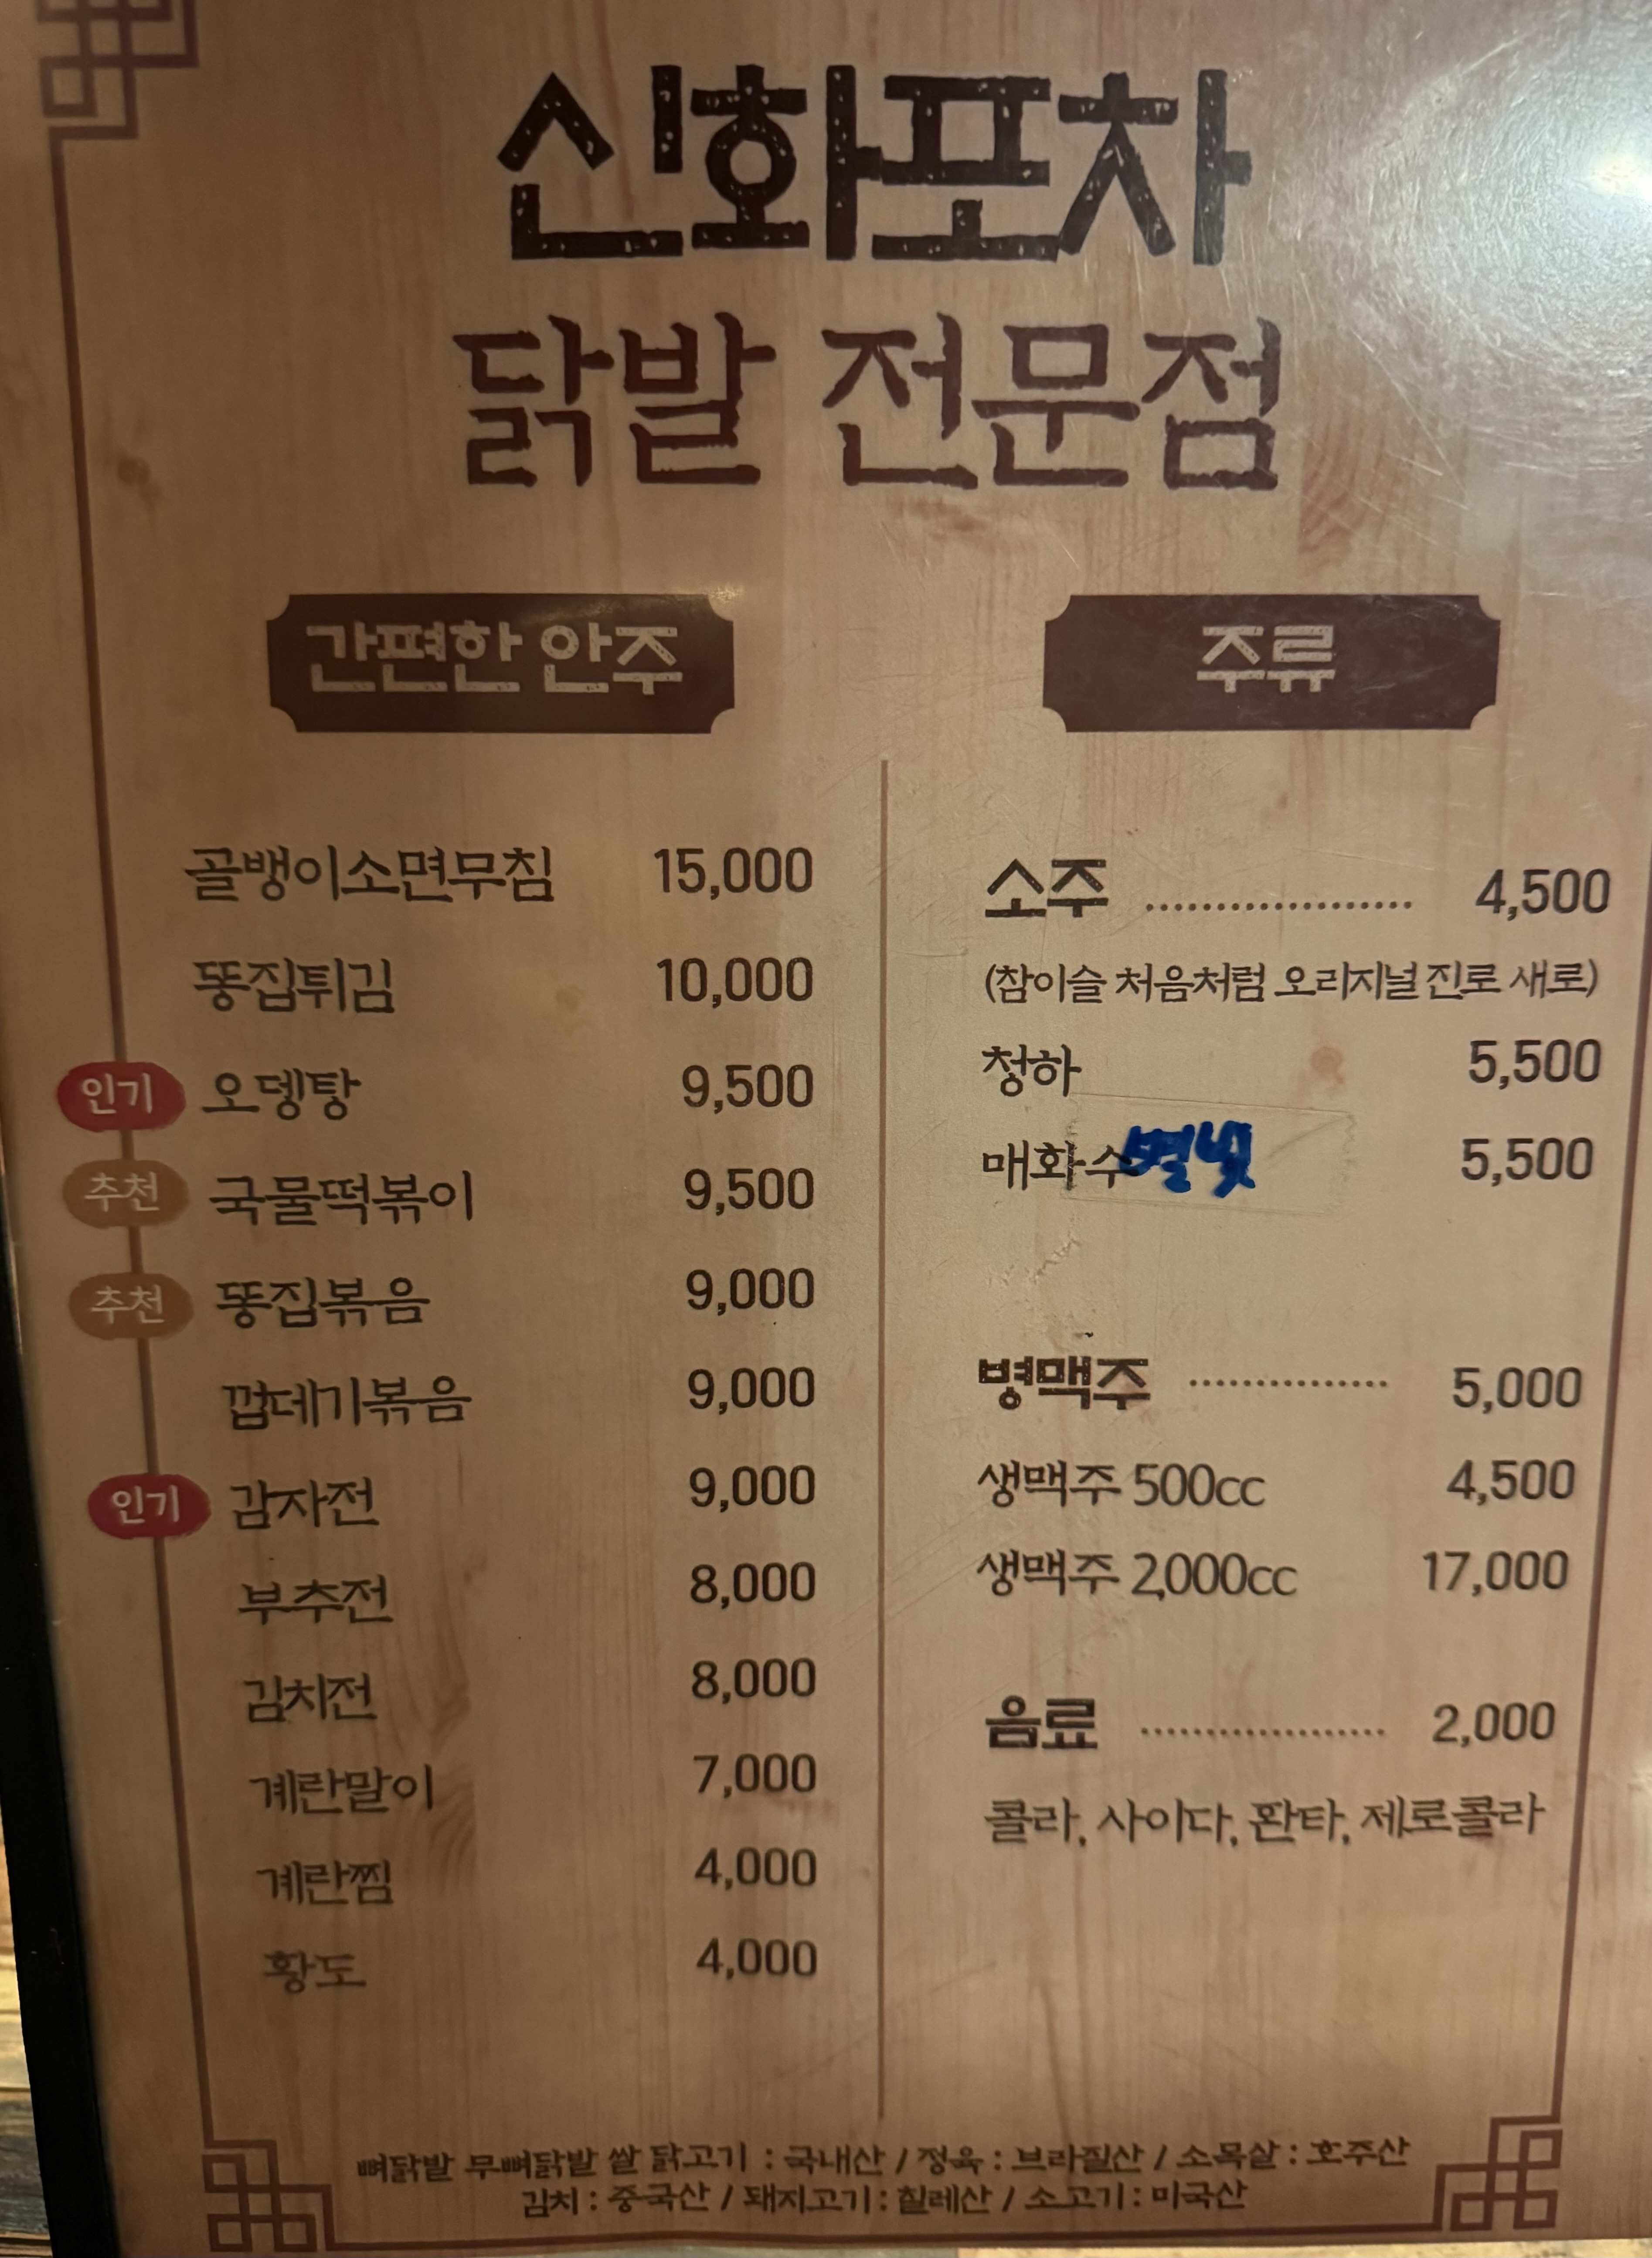 신화포차
닭발 전문점
간편한 안주
골뱅이소면무침 15,000
똥집튀김 10,000
인기 오뎅탕 9,500
추천 국물떡볶이 9,500
추천 똥집볶음 9,000
껍데기볶음 9,000
인기 감자전 9,000
부추전 8,000
김치전 8,000
계란말이 7,000
계란찜 4,000
황도 4,000
주류
소주 .................... 4,500
(참이슬 처음처럼 오리지널 진로 새로)
청하 5,500
매화수 별빛 5,500
병맥주 ............... 5,000
생맥주 500cc 4,500
생맥주 2,000cc 17,000
음료 .................... 2,000
콜라, 사이다, 환타, 제로콜라
뼈닭발 무뼈닭발 쌀 닭고기 : 국내산 / 정육 : 브라질산 / 소목살 : 호주산
김치 : 중국산 / 돼지고기 : 칠레산 / 소고기 : 미국산